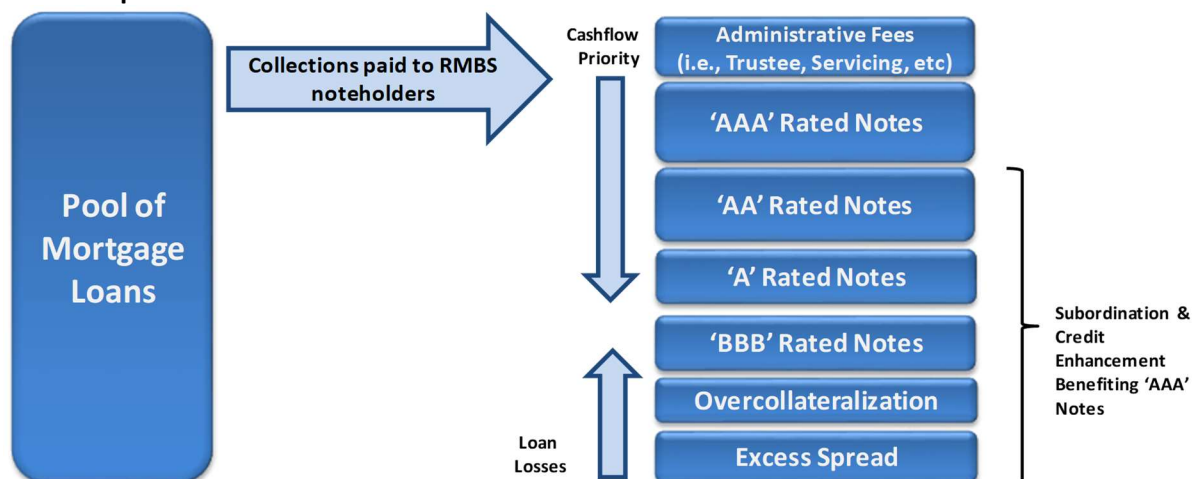 Pool of
Mortgage
Loans
Collections paid to RMBS
noteholders
Cashflow
Priority
Administrative Fees
(i.e., Trustee, Servicing, etc)
‘AAA’ Rated Notes
‘AA’ Rated Notes
‘A’ Rated Notes
‘BBB’ Rated Notes
Overcollateralization
Excess Spread
Loan
Losses
Subordination &
Credit
Enhancement
Benefiting ‘AAA’
Notes